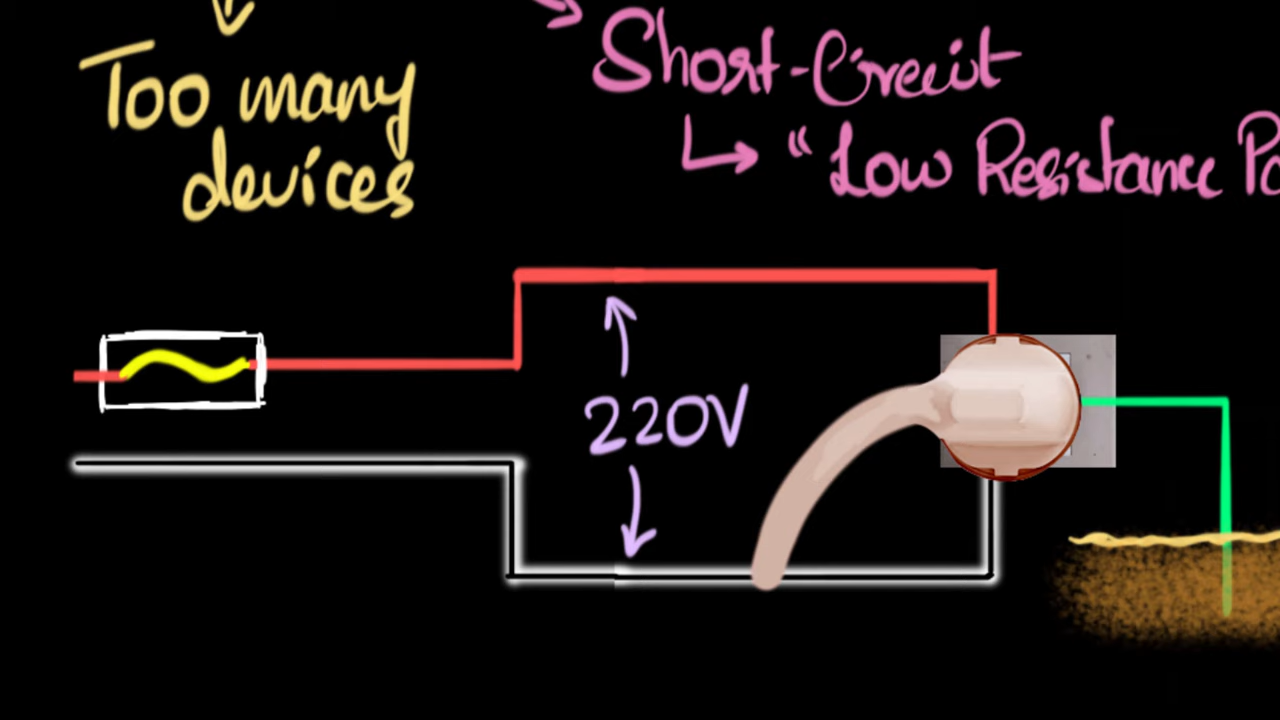 Too many
devices
Short-Circuit
"Low Resistance
220V